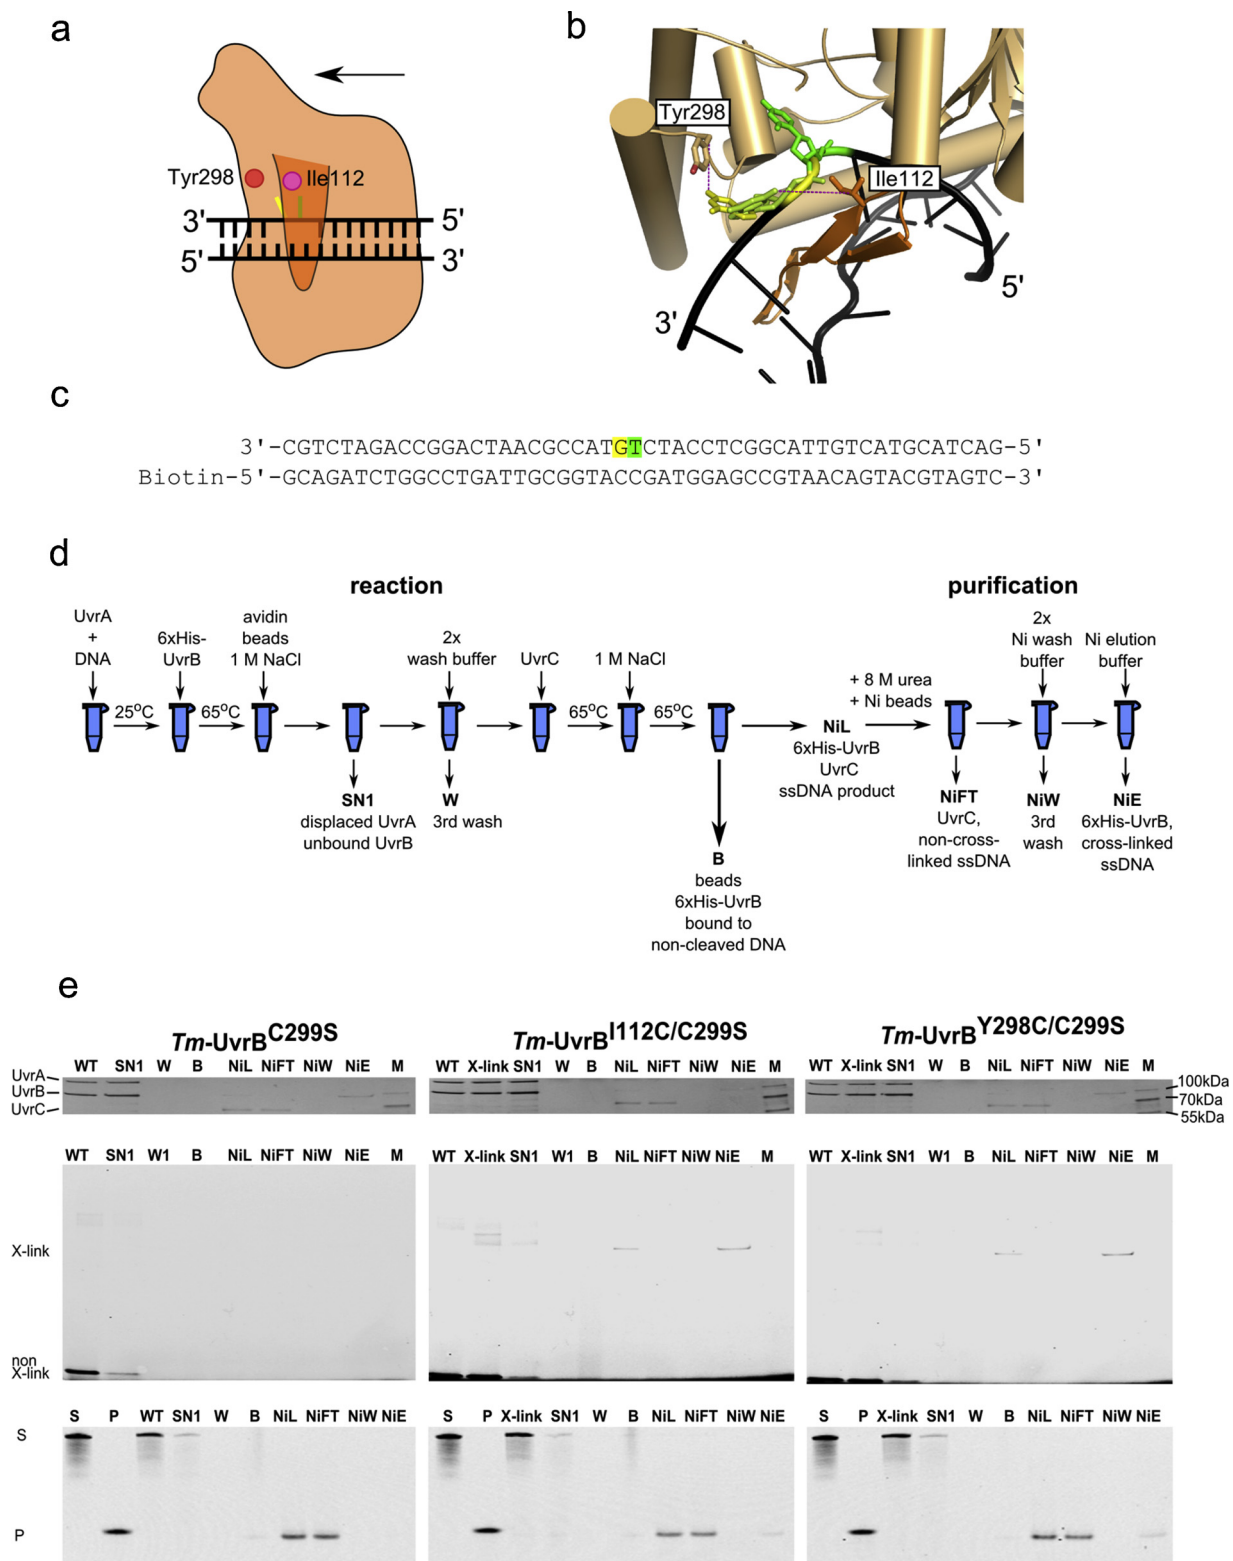 a
Tyr298
Ile112
3'
5'
5'
3'
b
Tyr298
Ile112
3'
5'
c
3'-CGTCTAGACCGGACTAACGCCATGTCTACCTCGGCATTGTCATGCATCAG-5'
Biotin-5'-GCAGATCTGGCCTGATTGCGGTACCGATGGAGCCGTAACAGTACGTAGTC-3'
d
reaction
purification
UvrA
+
DNA
6xHis-
UvrB
avidin
beads
1 M NaCl
2x
wash buffer
UvrC
1 M NaCl
+ 8 M urea
+ Ni beads
2x
Ni wash
buffer
Ni elution
buffer
25°C
65°C
65°C
65°C
SN1
displaced UvrA
unbound UvrB
W
3rd wash
B
beads
6xHis-UvrB
bound to
non-cleaved DNA
NiL
6xHis-UvrB
UvrC
ssDNA product
NiFT
UvrC,
non-cross-
linked ssDNA
NiW
3rd
wash
NiE
6xHis-UvrB,
cross-linked
ssDNA
e
Tm-UvrB C299S
Tm-UvrB I112C/C299S
Tm-UvrB Y298C/C299S
WT SN1 W B NiL NiFT NiW NiE M
WT X-link SN1 W B NiL NiFT NiW NiE M
WT X-link SN1 W B NiL NiFT NiW NiE M
UvrA
UvrB
UvrC
100kDa
70kDa
55kDa
WT SN1 W1 B NiL NiFT NiW NiE M
WT X-link SN1 W1 B NiL NiFT NiW NiE M
WT X-link SN1 W1 B NiL NiFT NiW NiE M
X-link
non
X-link
S P WT SN1 W B NiL NiFT NiW NiE
S P X-link SN1 W B NiL NiFT NiW NiE
S P X-link SN1 W B NiL NiFT NiW NiE
S
P